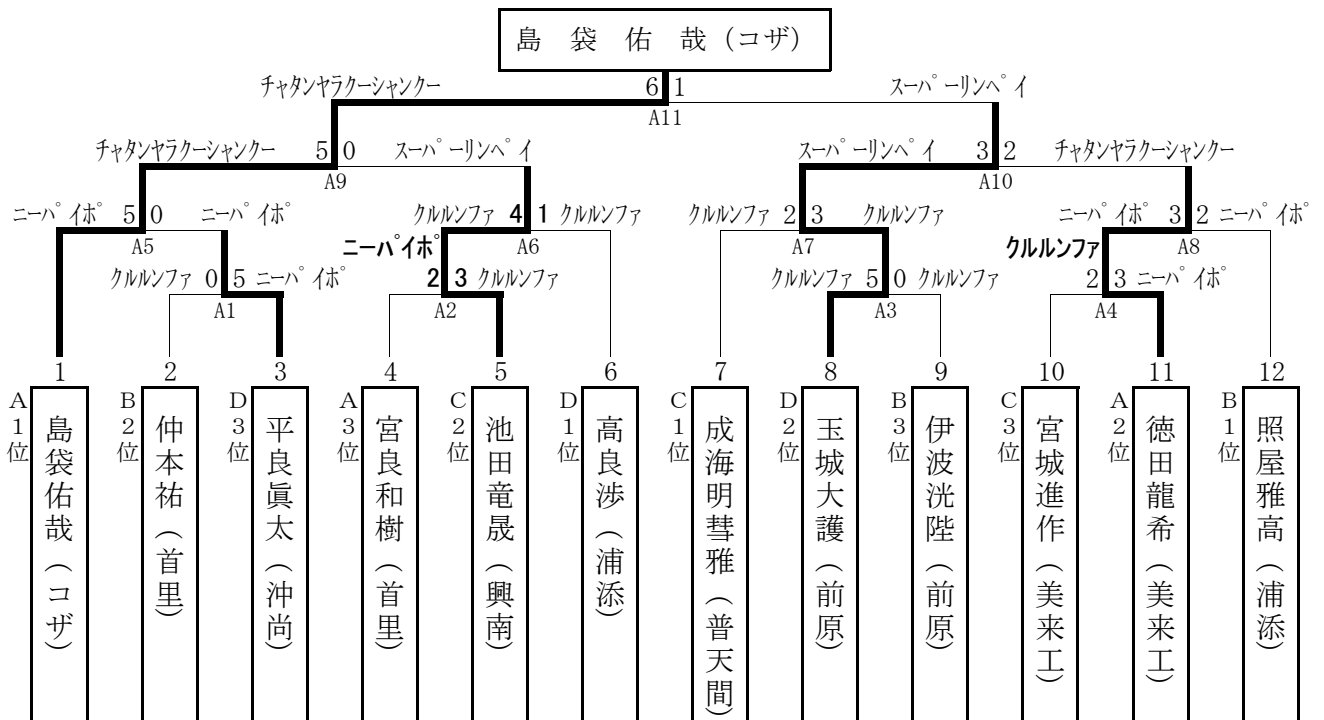 島 袋 佑 哉 (コザ)
チャタンヤラクーシャンクー 6 1 スーパーリンペイ
A11
チャタンヤラクーシャンクー 5 0 スーパーリンペイ スーパーリンペイ 3 2 チャタンヤラクーシャンクー
A9 A10
ニーパイポ 5 0 ニーパイポ クルルンファ 4 1 クルルンファ クルルンファ 2 3 クルルンファ ニーパイポ 3 2 ニーパイポ
A5 ニーパイポ A6 A7 クルルンファ A8
クルルンファ 0 5 ニーパイポ 2 3 クルルンファ クルルンファ 5 0 クルルンファ 2 3 ニーパイポ
A1 A2 A3 A4
1 2 3 4 5 6 7 8 9 10 11 12
A1位
島袋佑哉(コザ)
B2位
仲本祐(首里)
D3位
平良眞太(沖尚)
A3位
宮良和樹(首里)
C2位
池田竜晟(興南)
D1位
高良渉(浦添)
C1位
成海明彗雅(普天間)
D2位
玉城大護(前原)
B3位
伊波洸陛(前原)
C3位
宮城進作(美来工)
A2位
徳田龍希(美来工)
B1位
照屋雅高(浦添)